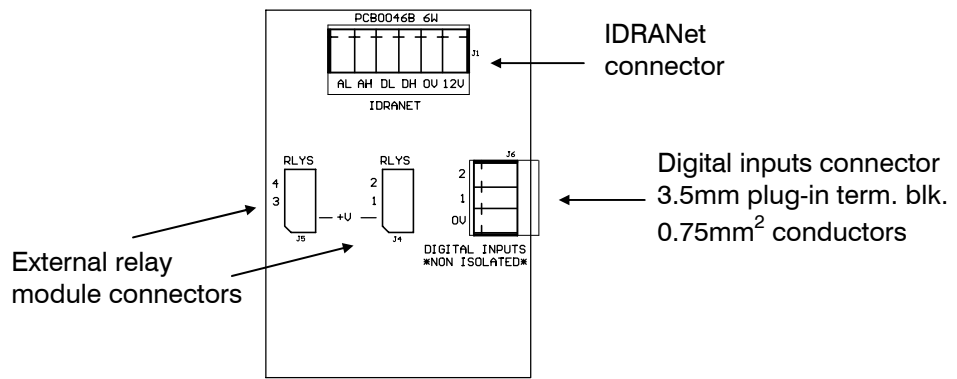 PCB0046B 6W
J1
AL AH DL DH 0V 12V
IDRANET
IDRANet
connector
RLYS
4
3
J5
+V
RLYS
2
1
J4
J6
2
1
0V
DIGITAL INPUTS
*NON ISOLATED*
Digital inputs connector
3.5mm plug-in term. blk.
0.75mm² conductors
External relay
module connectors